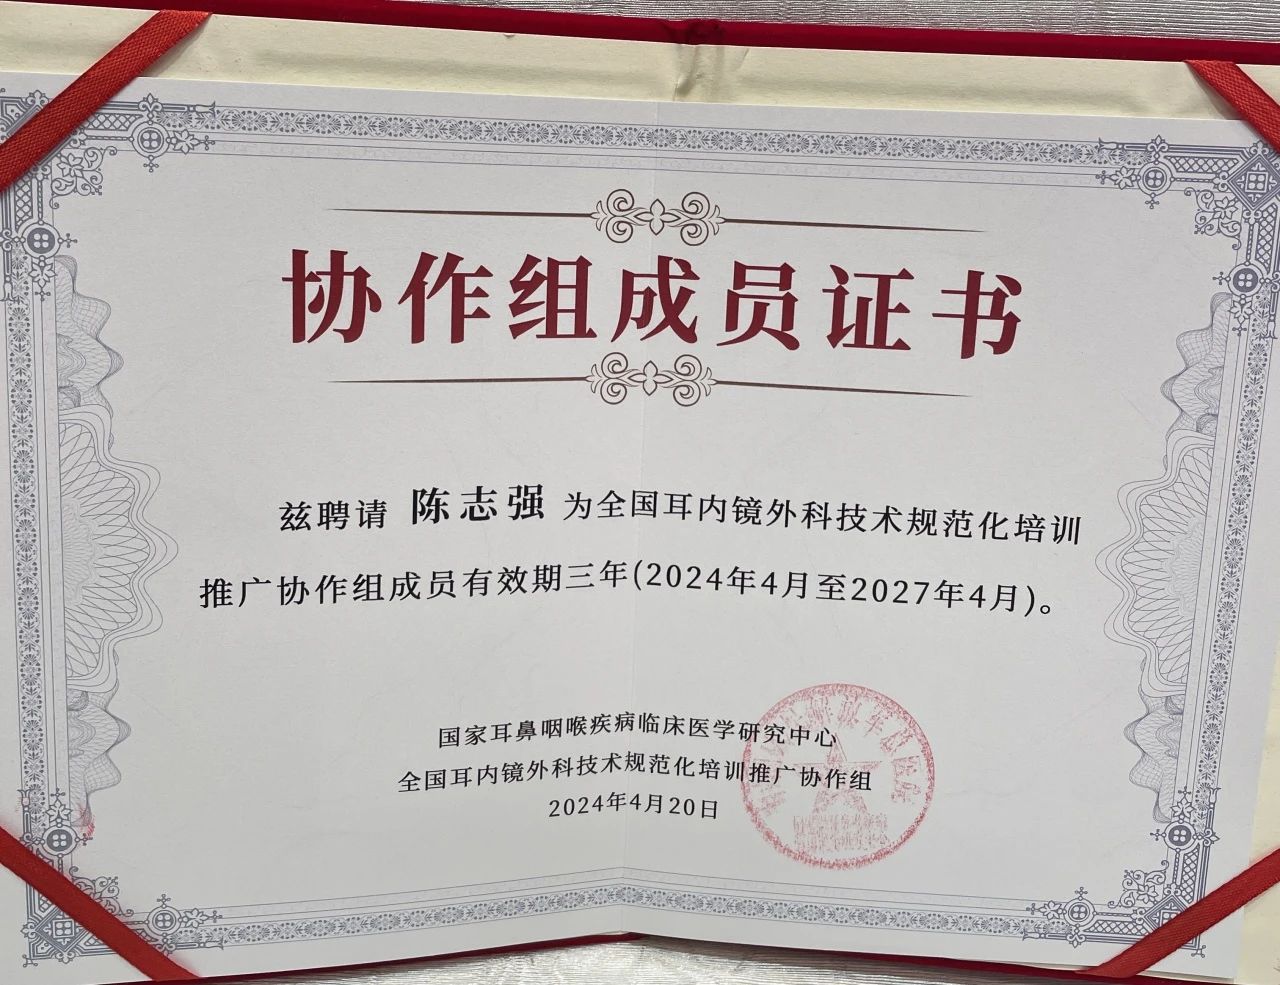 协作组成员证书
兹聘请 陈志强 为全国耳内镜外科技术规范化培训
推广协作组成员有效期三年(2024年4月至2027年4月)。
国家耳鼻咽喉疾病临床医学研究中心
全国耳内镜外科技术规范化培训推广协作组
2024年4月20日